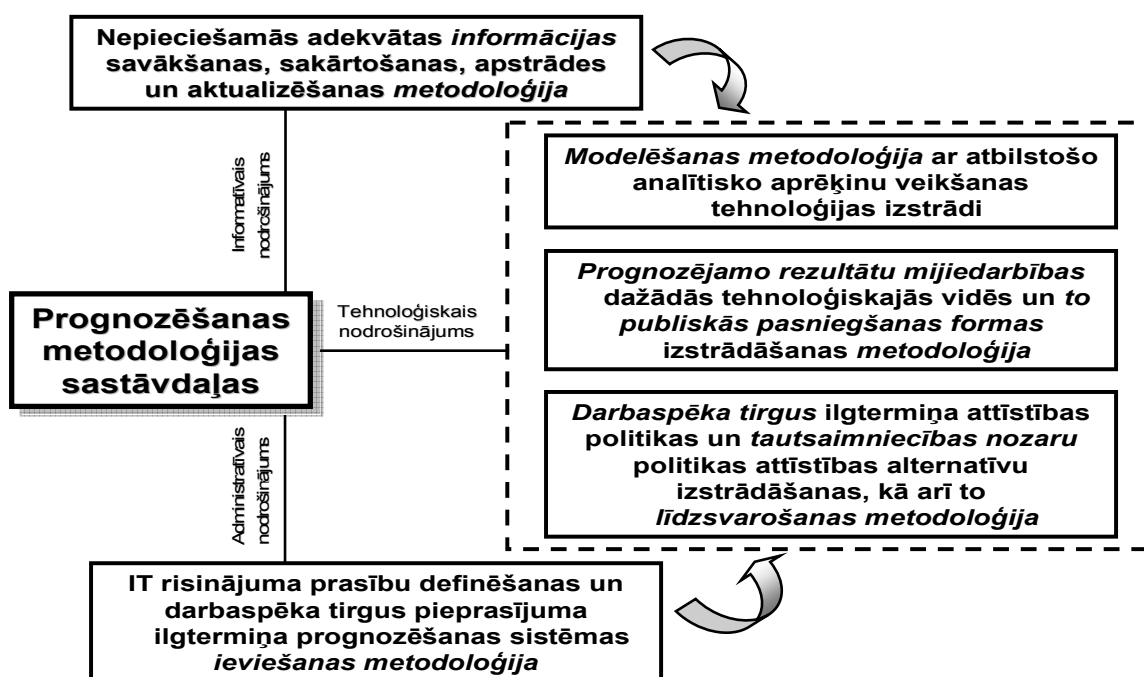 Nepieciešamās adekvātas informācijas
savākšanas, sakārtošanas, apstrādes
un aktualizēšanas metodoloģija
Informatīvais
nodrošinājums
Modelēšanas metodoloģija ar atbilstošo
analītisko aprēķinu veikšanas
tehnoloģijas izstrādi
Prognozēšanas
metodoloģijas
sastāvdaļas
Tehnoloģiskais
nodrošinājums
Prognozējamo rezultātu mijiedarbības
dažādās tehnoloģiskajās vidēs un to
publiskās pasniegšanas formas
izstrādāšanas metodoloģija
Darbaspēka tirgus ilgtermiņa attīstības
politikas un tautsaimniecības nozaru
politikas attīstības alternatīvu
izstrādāšanas, kā arī to
līdzsvarošanas metodoloģija
Administratīvais
nodrošinājums
IT risinājuma prasību definēšanas un
darbaspēka tirgus pieprasījuma
ilgtermiņa prognozēšanas sistēmas
ieviešanas metodoloģija